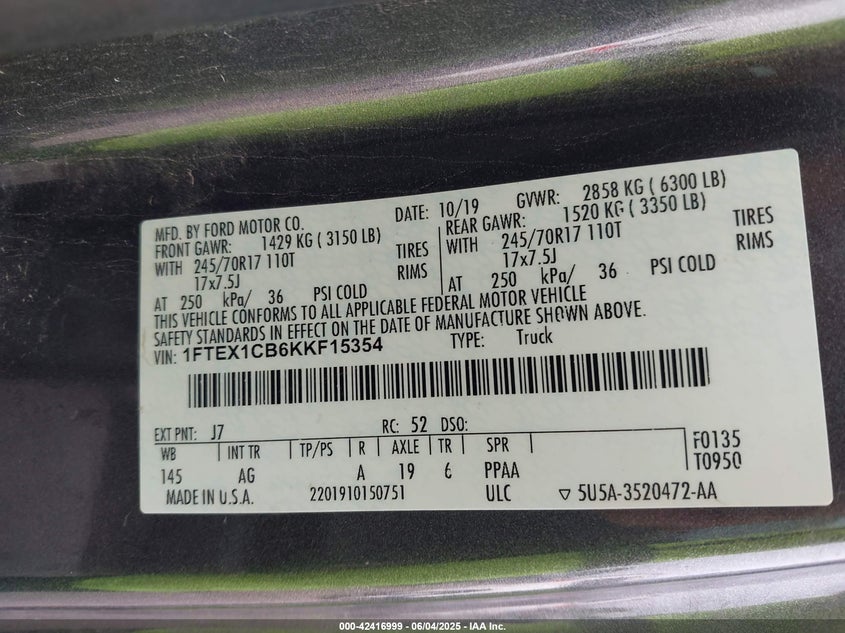 MFD. BY FORD MOTOR CO. DATE: 10/19 GVWR: 2858 KG ( 6300 LB)
FRONT GAWR: 1429 KG ( 3150 LB) REAR GAWR: 1520 KG ( 3350 LB)
WITH 245/70R17 110T TIRES WITH 245/70R17 110T TIRES
17x7.5J RIMS 17x7.5J RIMS
AT 250 kPa/ 36 PSI COLD AT 250 kPa/ 36 PSI COLD
THIS VEHICLE CONFORMS TO ALL APPLICABLE FEDERAL MOTOR VEHICLE
SAFETY STANDARDS IN EFFECT ON THE DATE OF MANUFACTURE SHOWN ABOVE.
VIN: 1FTEX1CB6KKF15354 TYPE: Truck
EXT PNT: J7 RC: 52 DSO:
WB INT TR TP/PS R AXLE TR SPR F0135
145 AG A 19 6 PPAA T0950
MADE IN U.S.A. 2201910150751 ULC 5U5A-3520472-AA
000-42416999 - 06/04/2025 - IAA Inc.